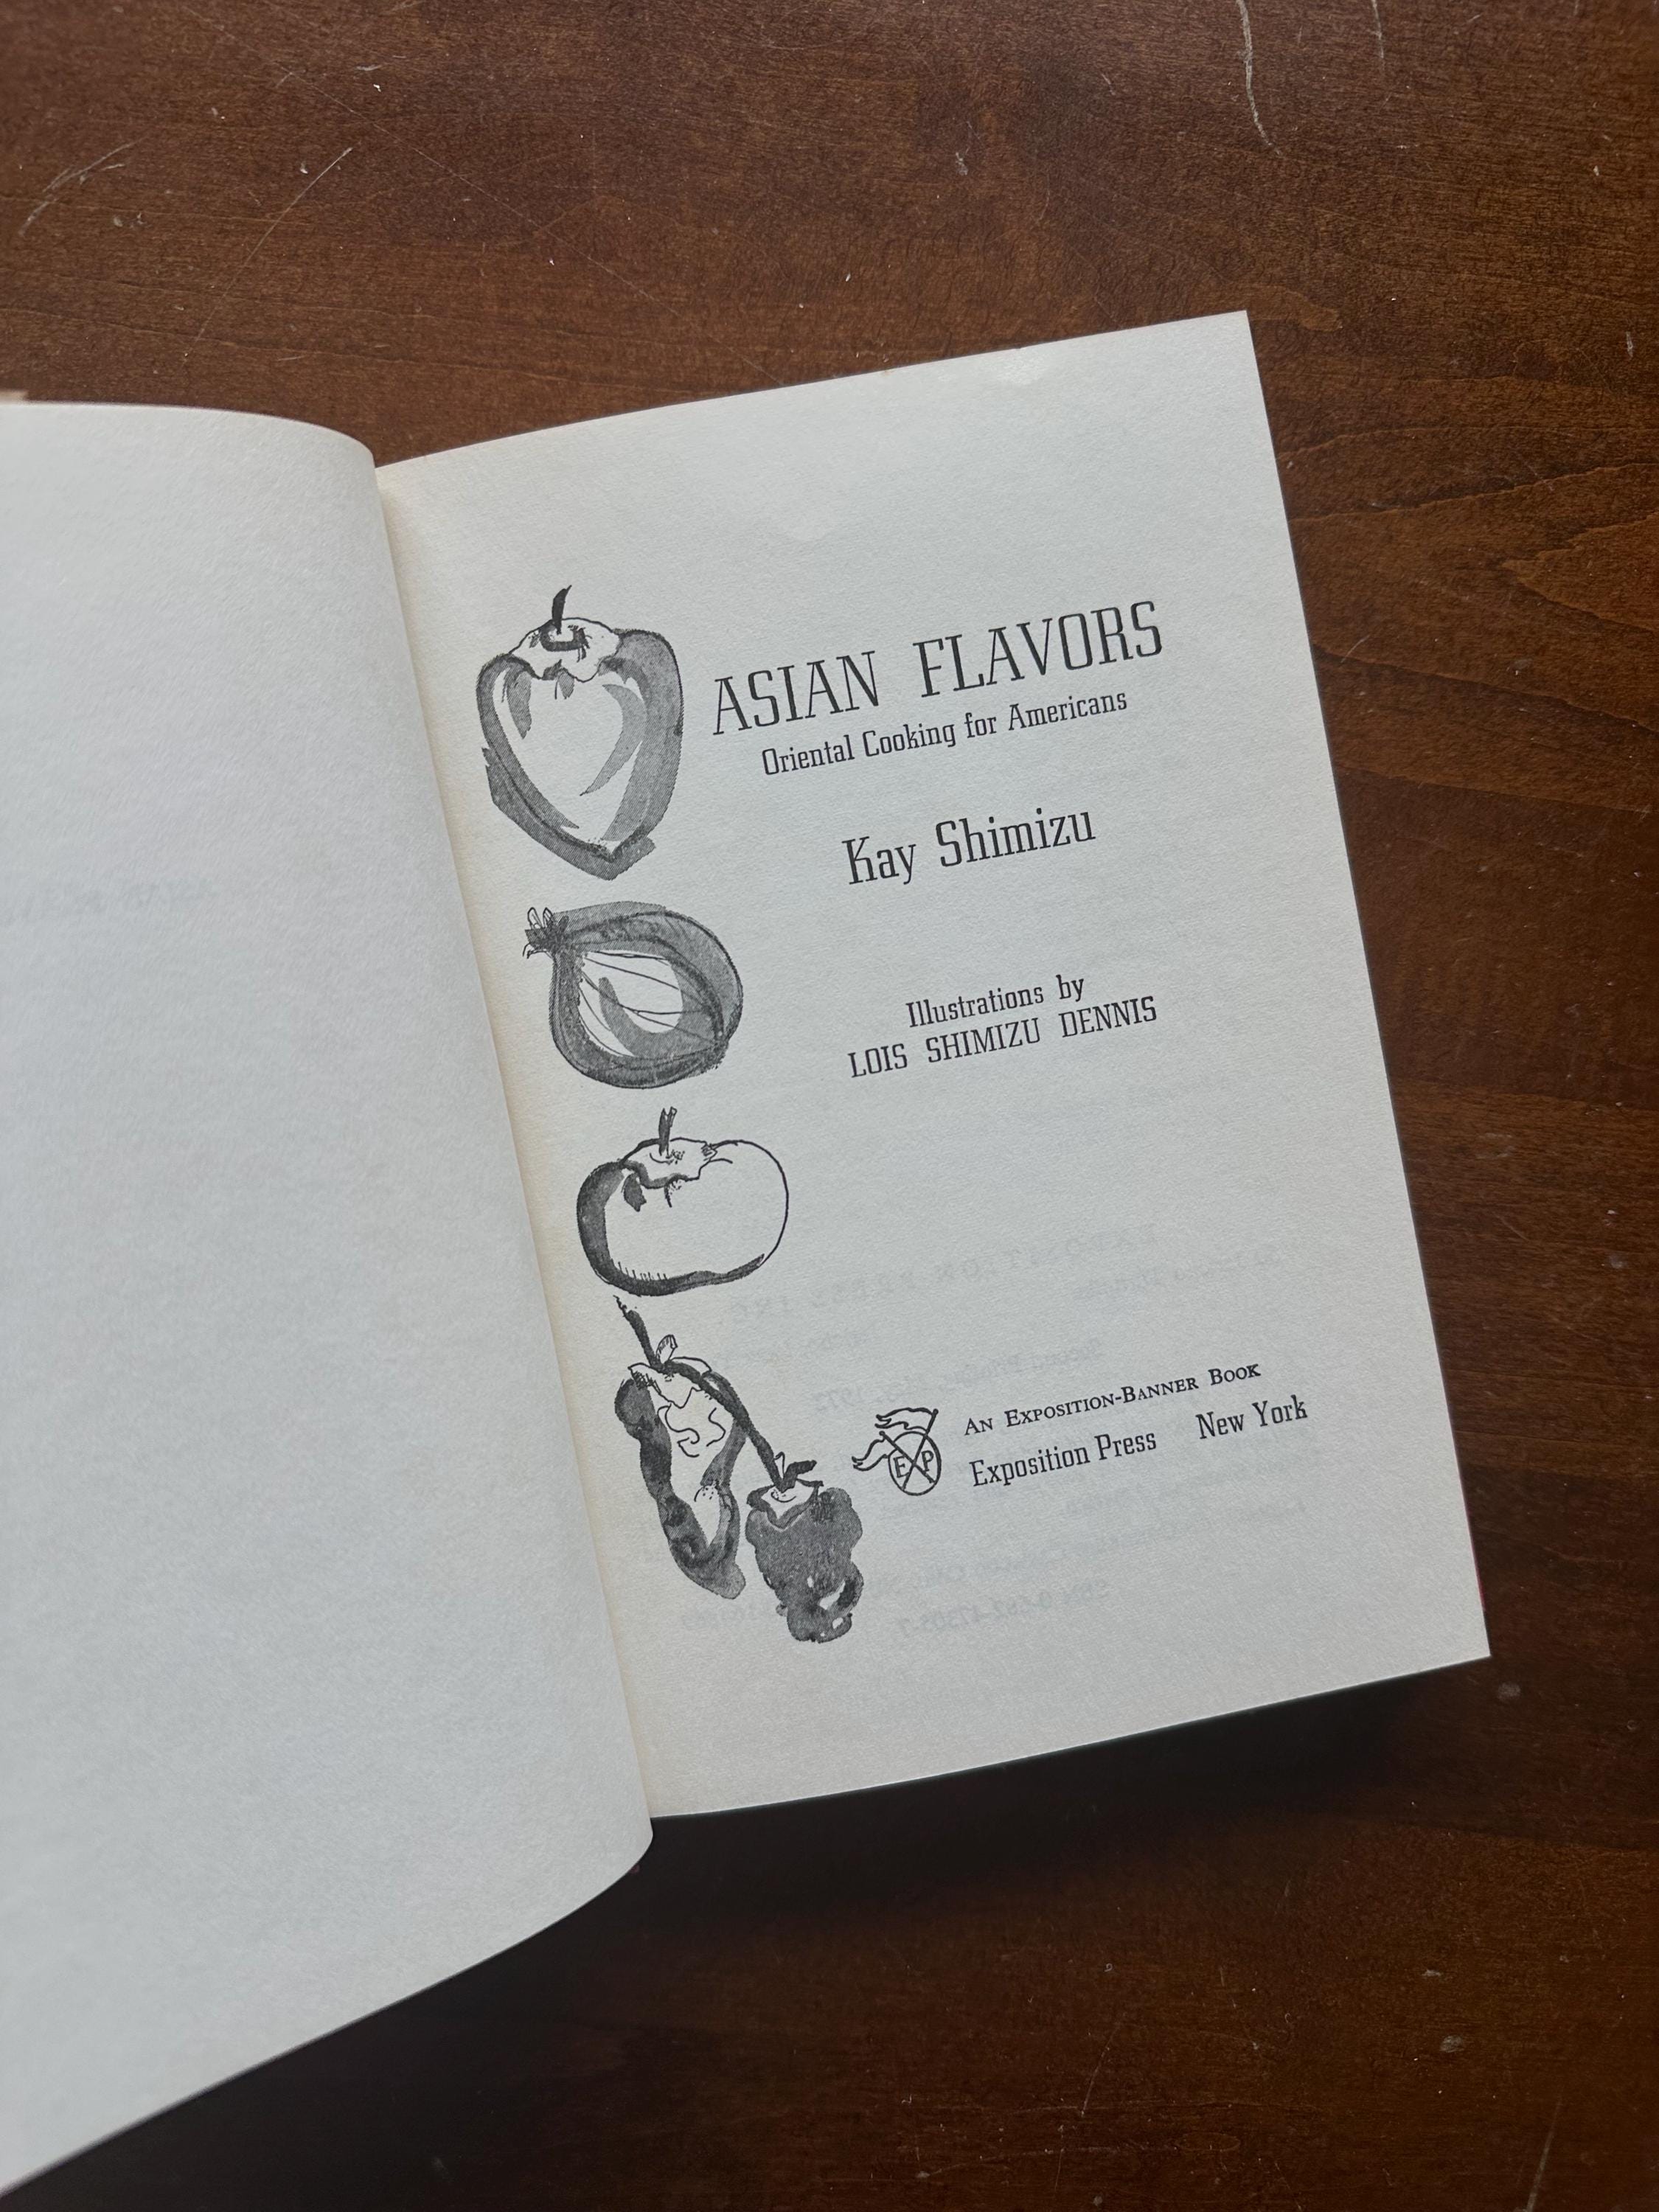 ASIAN FLAVORS
Oriental Cooking for Americans
Kay Shimizu
Illustrations by
LOIS SHIMIZU DENNIS
E P
AN EXPOSITION-BANNER BOOK
Exposition Press New York